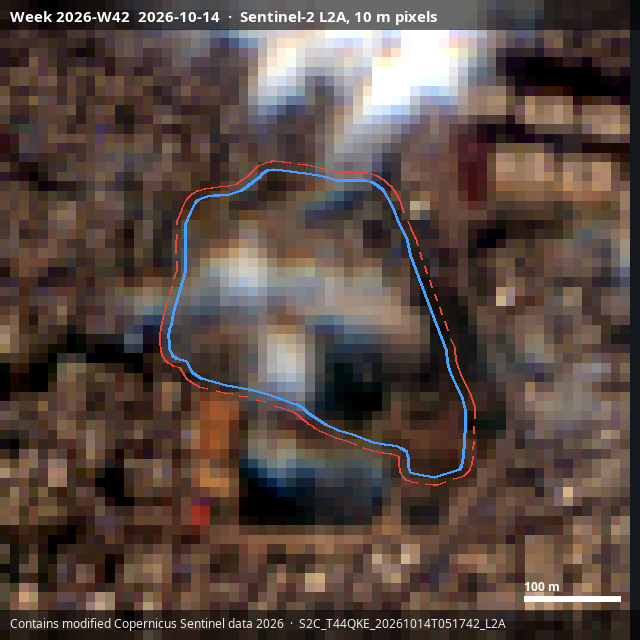 Week 2026-W42 2026-10-14 · Sentinel-2 L2A, 10 m pixels
100 m
Contains modified Copernicus Sentinel data 2026 · S2C_T44QKE_20261014T051742_L2A